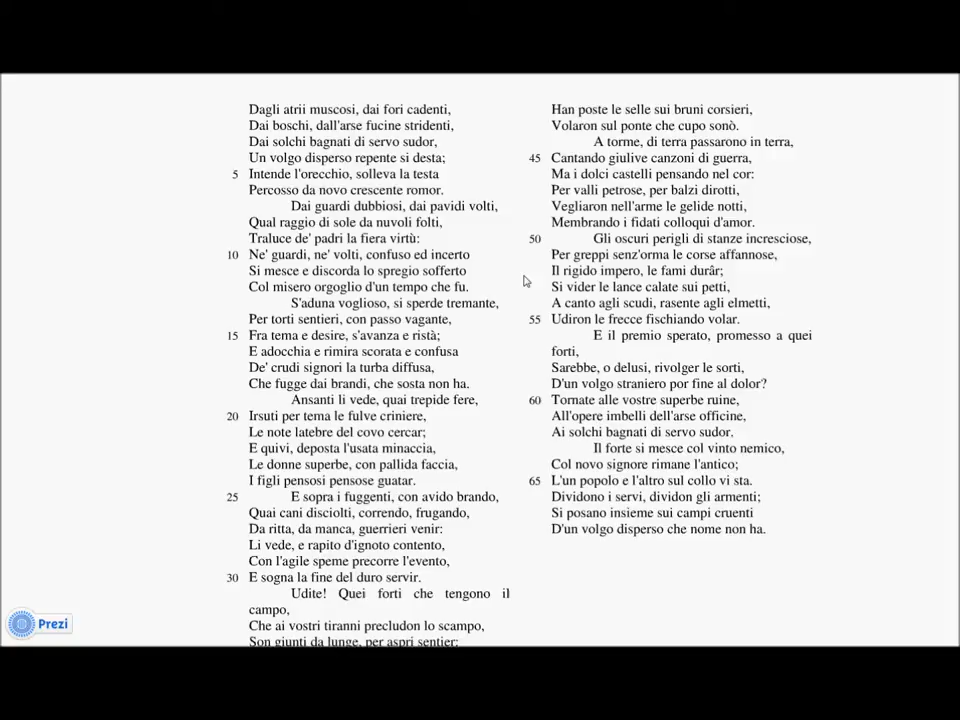 Dagli atrii muscosi, dai fori cadenti,
Dai boschi, dall'arse fucine stridenti,
Dai solchi bagnati di servo sudor,
Un volgo disperso repente si desta;
5 Intende l'orecchio, solleva la testa
Percosso da novo crescente romor.
Dai guardi dubbiosi, dai pavidi volti,
Qual raggio di sole da nuvoli folti,
Traluce de' padri la fiera virtù:
10 Ne' guardi, ne' volti, confuso ed incerto
Si mesce e discorda lo spregio sofferto
Col misero orgoglio d'un tempo che fu.
S'aduna voglioso, si sperde tremante,
Per torti sentieri, con passo vagante,
15 Fra tema e desire, s'avanza e ristà;
E adocchia e rimira scorata e confusa
De' crudi signori la turba diffusa,
Che fugge dai brandi, che sosta non ha.
Ansanti li vede, quai trepide fere,
20 Irsuti per tema le fulve criniere,
Le note latebre del covo cercar;
E quivi, deposta l'usata minaccia,
Le donne superbe, con pallida faccia,
I figli pensosi pensose guatar.
25 E sopra i fuggenti, con avido brando,
Quai cani disciolti, correndo, frugando,
Da ritta, da manca, guerrieri venir:
Li vede, e rapito d'ignoto contento,
Con l'agile speme precorre l'evento,
30 E sogna la fine del duro servir.
Udite! Quei forti che tengono il
campo,
Che ai vostri tiranni precludon lo scampo,
Son giunti da lunge, per aspri sentier:
Han poste le selle sui bruni corsieri,
Volaron sul ponte che cupo sonò.
A torme, di terra passarono in terra,
45 Cantando giulive canzoni di guerra,
Ma i dolci castelli pensando nel cor:
Per valli petrose, per balzi dirotti,
Vegliaron nell'arme le gelide notti,
Membrando i fidati colloqui d'amor.
50 Gli oscuri perigli di stanze incresciose,
Per greppi senz'orma le corse affannose,
Il rigido impero, le fami durâr;
Si vider le lance calate sui petti,
A canto agli scudi, rasente agli elmetti,
55 Udiron le frecce fischiando volar.
E il premio sperato, promesso a quei
forti,
Sarebbe, o delusi, rivolger le sorti,
D'un volgo straniero por fine al dolor?
60 Tornate alle vostre superbe ruine,
All'opere imbelli dell'arse officine,
Ai solchi bagnati di servo sudor.
Il forte si mesce col vinto nemico,
Col novo signore rimane l'antico;
65 L'un popolo e l'altro sul collo vi sta.
Dividono i servi, dividon gli armenti;
Si posano insieme sui campi cruenti
D'un volgo disperso che nome non ha.
Prezi